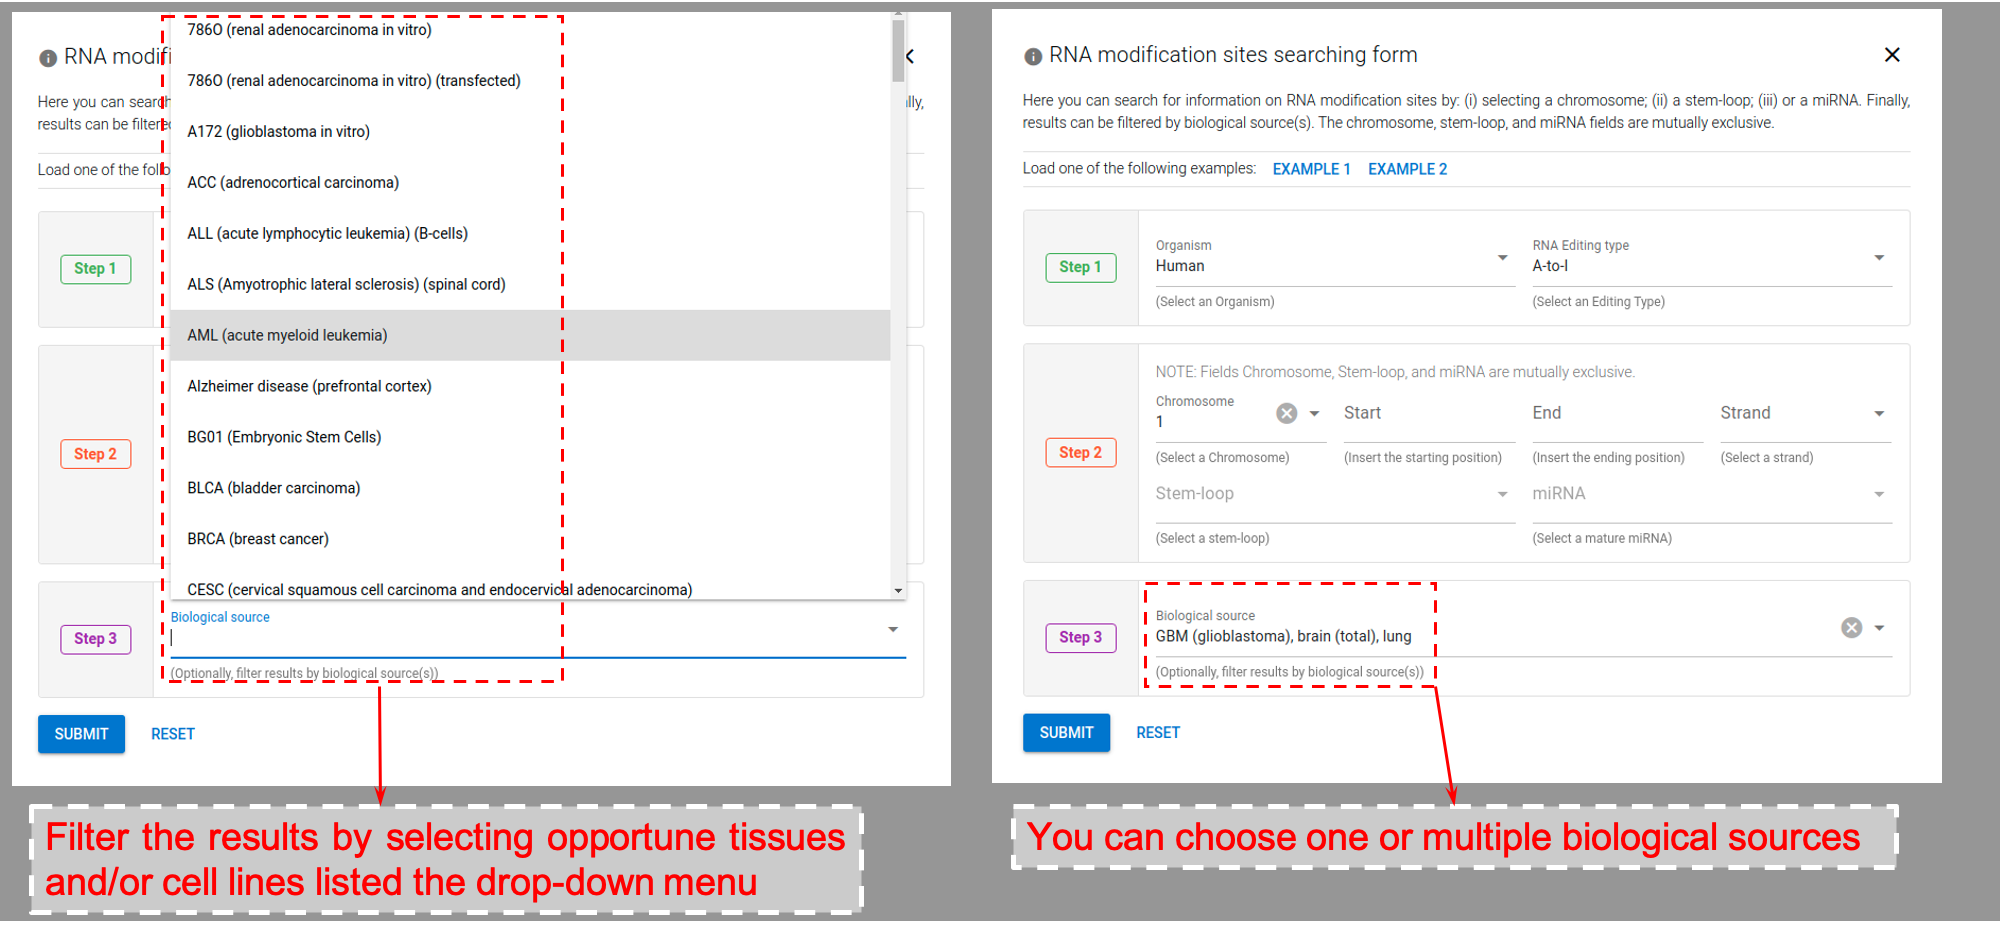 786O (renal adenocarcinoma in vitro)
786O (renal adenocarcinoma in vitro) (transfected)
A172 (glioblastoma in vitro)
ACC (adrenocortical carcinoma)
ALL (acute lymphocytic leukemia) (B-cells)
ALS (Amyotrophic lateral sclerosis) (spinal cord)
AML (acute myeloid leukemia)
Alzheimer disease (prefrontal cortex)
BG01 (Embryonic Stem Cells)
BLCA (bladder carcinoma)
BRCA (breast cancer)
CESC (cervical squamous cell carcinoma and endocervical adenocarcinoma)
RNA modifi
Here you can search
lly,
results can be filtere
Load one of the follo
Step 1
Step 2
Step 3
Biological source
(Optionally, filter results by biological source(s))
SUBMIT RESET
Filter the results by selecting opportune tissues
and/or cell lines listed the drop-down menu
RNA modification sites searching form
Here you can search for information on RNA modification sites by: (i) selecting a chromosome; (ii) a stem-loop; (iii) or a miRNA. Finally,
results can be filtered by biological source(s). The chromosome, stem-loop, and miRNA fields are mutually exclusive.
Load one of the following examples: EXAMPLE 1 EXAMPLE 2
Step 1
Organism RNA Editing type
Human A-to-I
(Select an Organism) (Select an Editing Type)
Step 2
NOTE: Fields Chromosome, Stem-loop, and miRNA are mutually exclusive.
Chromosome
1 Start End Strand
(Select a Chromosome) (Insert the starting position) (Insert the ending position) (Select a strand)
Stem-loop miRNA
(Select a stem-loop) (Select a mature miRNA)
Step 3
Biological source
GBM (glioblastoma), brain (total), lung
(Optionally, filter results by biological source(s))
SUBMIT RESET
You can choose one or multiple biological sources